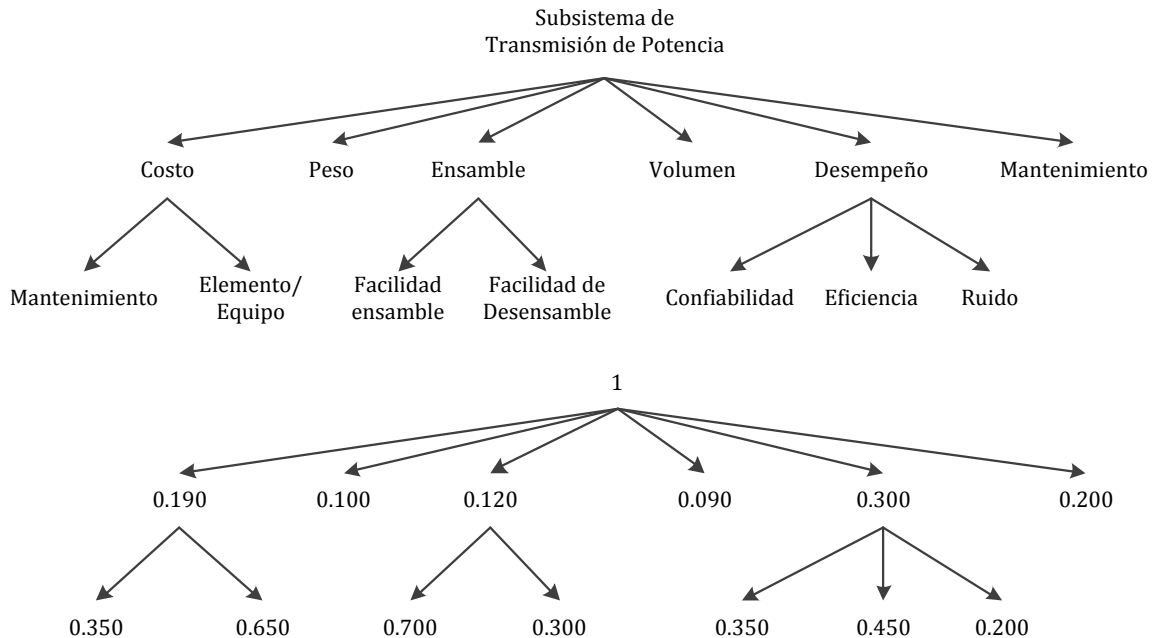 Subsistema de
Transmisión de Potencia
Costo Peso Ensamble Volumen Desempeño Mantenimiento
Mantenimiento Elemento/ Equipo Facilidad ensamble Facilidad de Desensamble Confiabilidad Eficiencia Ruido
1
0.190 0.100 0.120 0.090 0.300 0.200
0.350 0.650 0.700 0.300 0.350 0.450 0.200